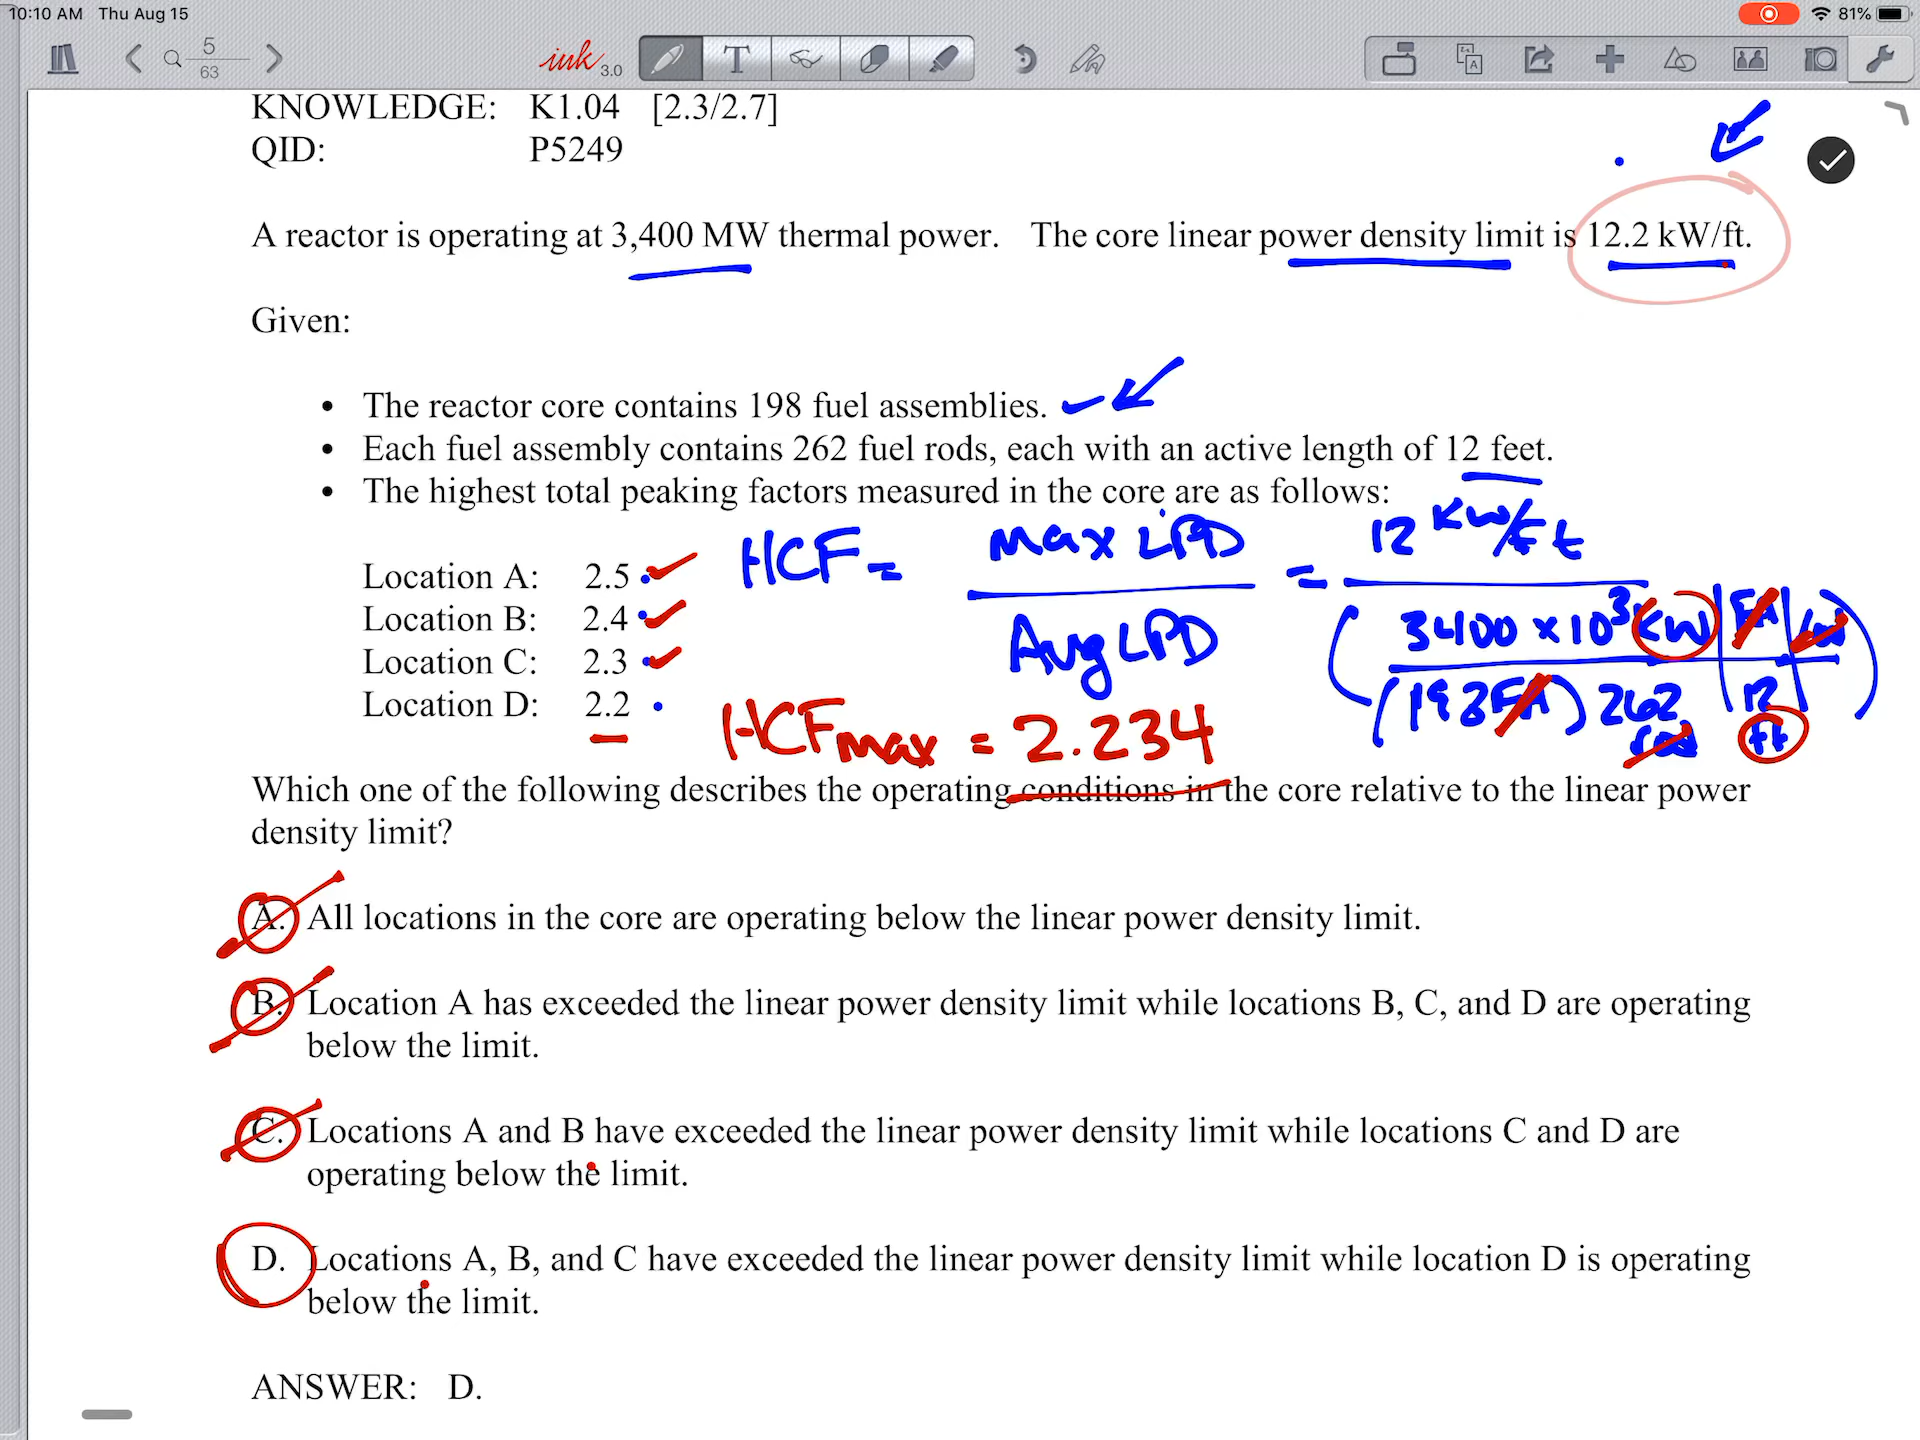 10:10 AM Thu Aug 15
81%
5
63
ink 3.0
T
KNOWLEDGE: K1.04 [2.3/2.7]
QID: P5249
A reactor is operating at 3,400 MW thermal power. The core linear power density limit is 12.2 kW/ft.
Given:
• The reactor core contains 198 fuel assemblies.
• Each fuel assembly contains 262 fuel rods, each with an active length of 12 feet.
• The highest total peaking factors measured in the core are as follows:
Location A: 2.5
Location B: 2.4
Location C: 2.3
Location D: 2.2
HCF = Max LPD / Avg LPD = 12 KW/ft
( 3400 x 10³ KW | FA | rod
(198 FA) 262 rod | 12 ft )
HCF max = 2.234
Which one of the following describes the operating conditions in the core relative to the linear power
density limit?
A. All locations in the core are operating below the linear power density limit.
B. Location A has exceeded the linear power density limit while locations B, C, and D are operating
below the limit.
C. Locations A and B have exceeded the linear power density limit while locations C and D are
operating below the limit.
D. Locations A, B, and C have exceeded the linear power density limit while location D is operating
below the limit.
ANSWER: D.